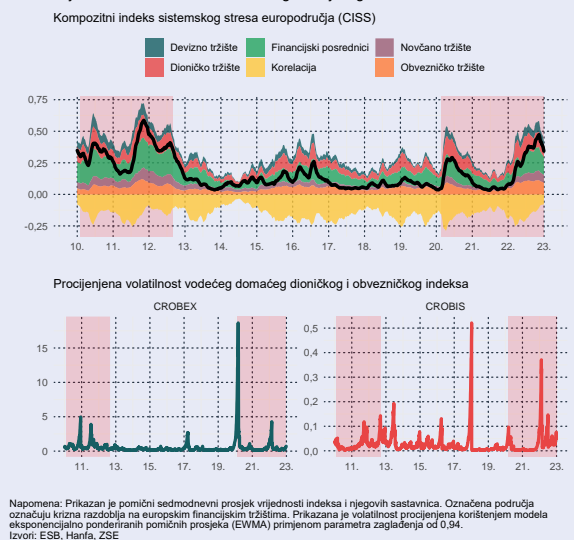 Kompozitni indeks sistemskog stresa europodručja (CISS)
Devizno tržište
Financijski posrednici
Novčano tržište
Dioničko tržište
Korelacija
Obvezničko tržište
0,75
0,50
0,25
0,00
-0,25
10. 11. 12. 13. 14. 15. 16. 17. 18. 19. 20. 21. 22. 23.
Procijenjena volatilnost vodećeg domaćeg dioničkog i obvezničkog indeksa
CROBEX
15
10
5
0
11. 13. 15. 17. 19. 21. 23.
CROBIS
0,5
0,4
0,3
0,2
0,1
0,0
11. 13. 15. 17. 19. 21. 23.
Napomena: Prikazan je pomični sedmodnevni prosjek vrijednosti indeksa i njegovih sastavnica. Označena područja
označuju krizna razdoblja na europskim financijskim tržištima. Prikazana je volatilnost procijenjena korištenjem modela
eksponencijalno ponderiranih pomičnih prosjeka (EWMA) primjenom parametra zaglađenja od 0,94.
Izvori: ESB, Hanfa, ZSE